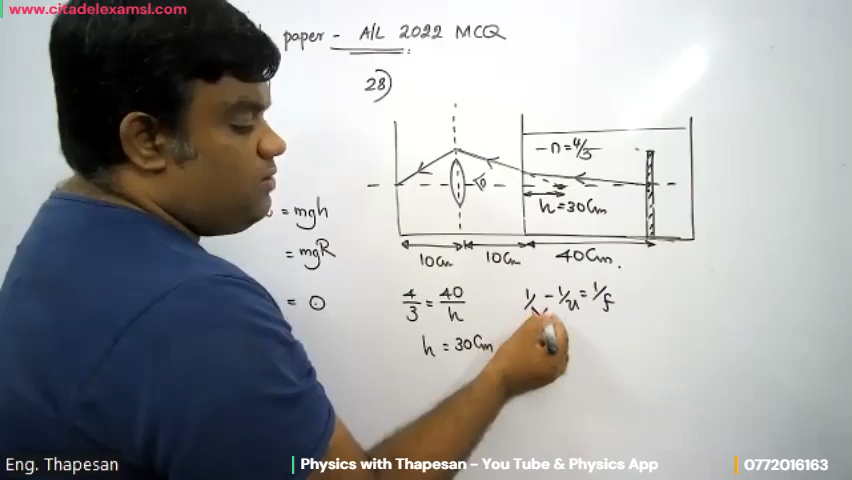 www.citadelexamsl.com
paper - A/L 2022 MCQ
28)
n = 4/3
h = 30Cm
= mgh
= mgR
= 0
10Cm
10Cm
40Cm.
4/3 = 40/h
1/v - 1/u = 1/f
h = 30Cm
Eng. Thapesan
Physics with Thapesan - You Tube & Physics App
0772016163